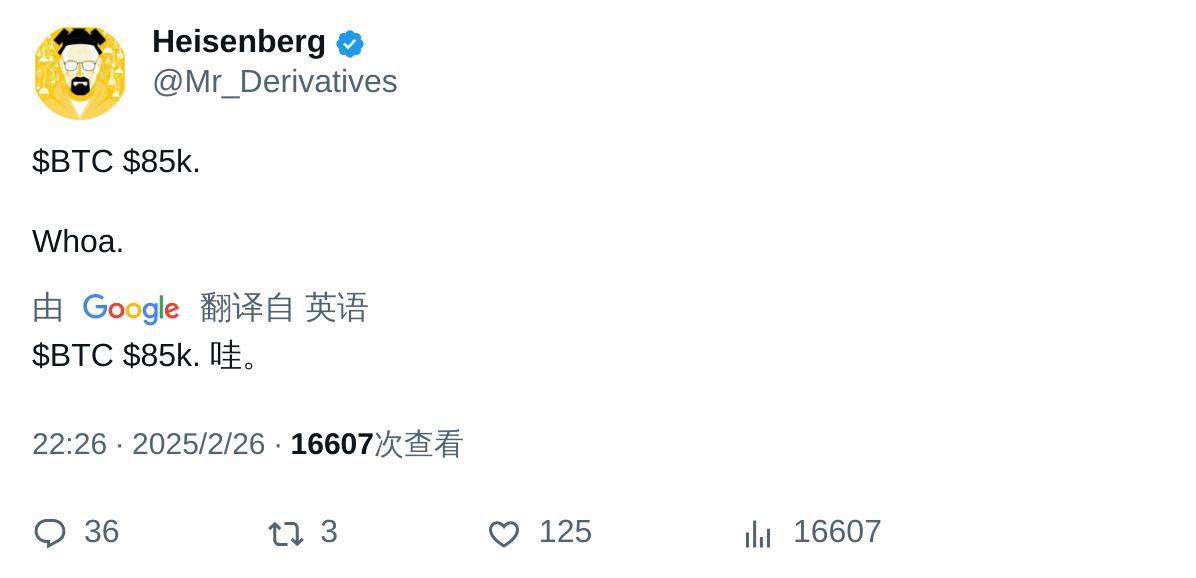 Heisenberg
@Mr_Derivatives
$BTC $85k.
Whoa.
由 Google 翻译自 英语
$BTC $85k. 哇。
22:26 · 2025/2/26 · 16607次查看
36 3 125 16607